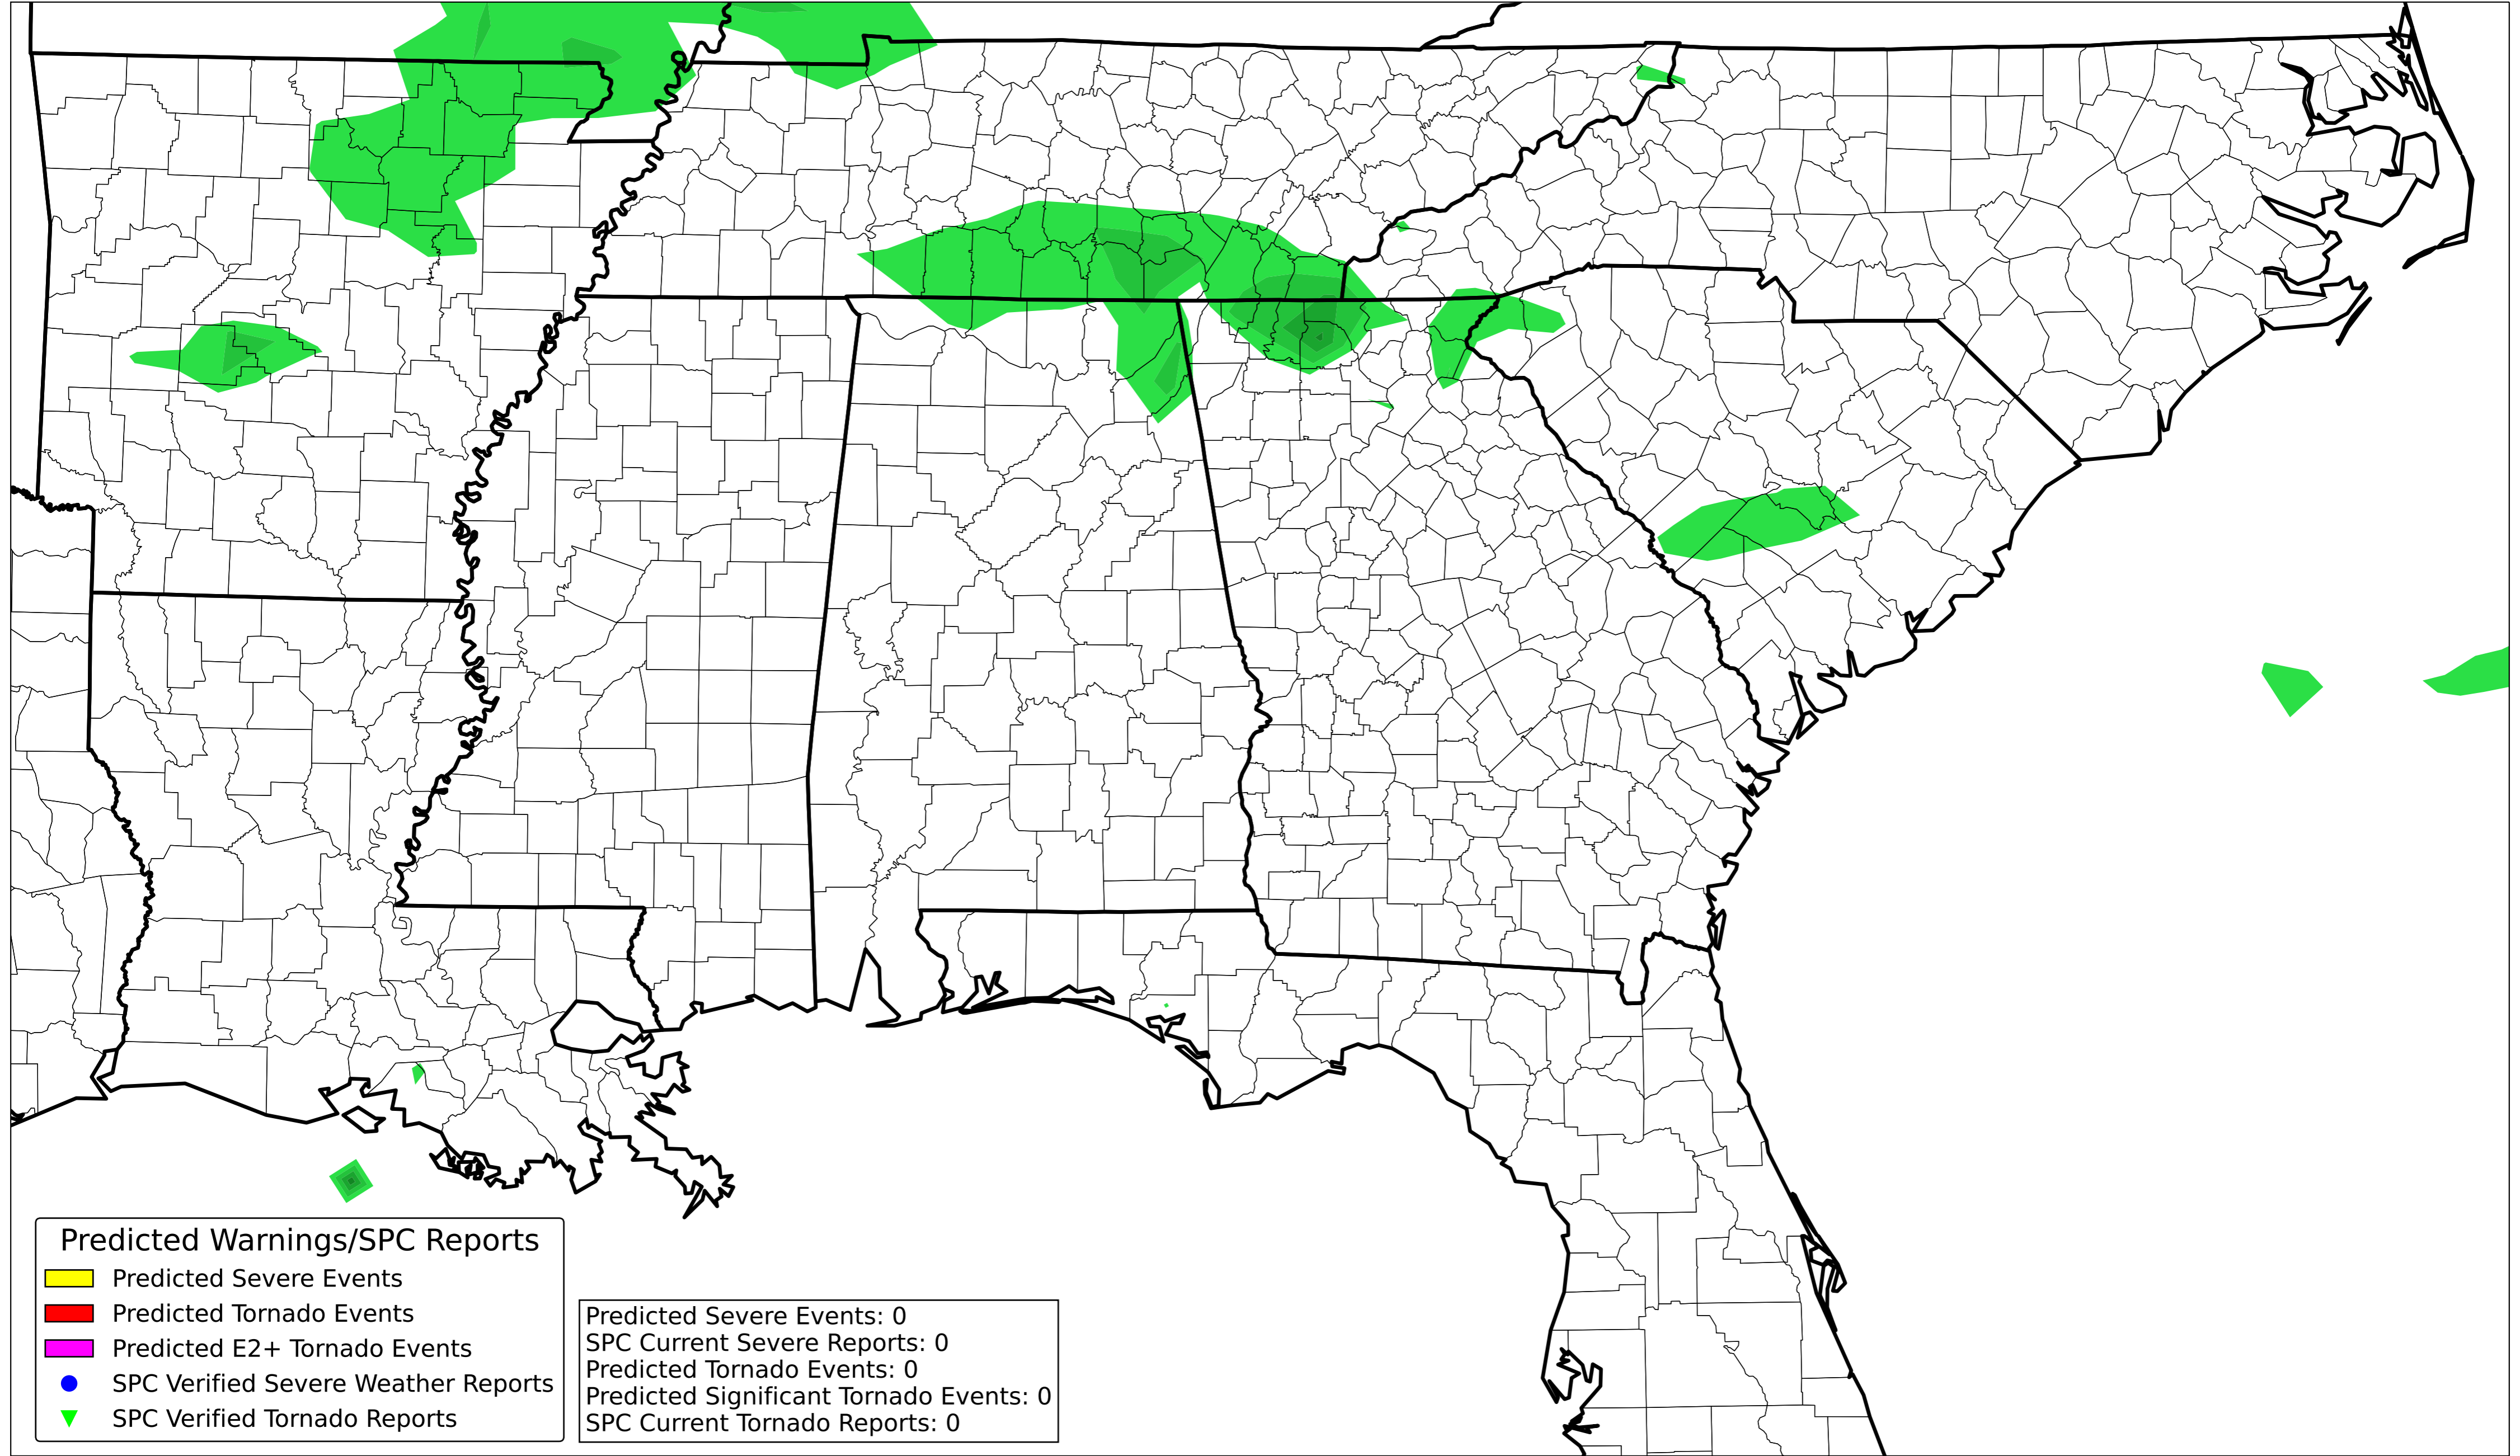 Predicted Warnings/SPC Reports
Predicted Severe Events
Predicted Tornado Events
Predicted E2+ Tornado Events
SPC Verified Severe Weather Reports
SPC Verified Tornado Reports
Predicted Severe Events: 0
SPC Current Severe Reports: 0
Predicted Tornado Events: 0
Predicted Significant Tornado Events: 0
SPC Current Tornado Reports: 0